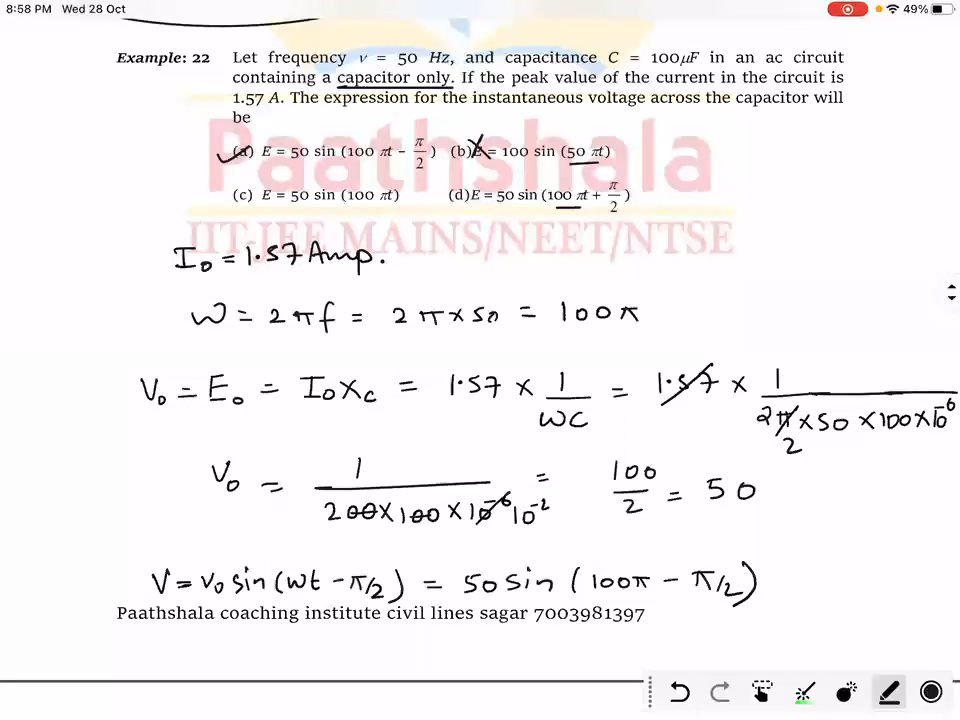 8:58 PM Wed 28 Oct 49%
Example: 22 Let frequency ν = 50 Hz, and capacitance C = 100μF in an ac circuit
containing a capacitor only. If the peak value of the current in the circuit is
1.57 A. The expression for the instantaneous voltage across the capacitor will
be
Paathshala
(a) E = 50 sin (100 πt – π/2) (b) E = 100 sin (50 πt)
(c) E = 50 sin (100 πt) (d)E = 50 sin (100 πt + π/2)
IIT-JEE MAINS/NEET/NTSE
I₀ = 1.57 Amp.
W = 2πf = 2π×50 = 100π
V₀ = E₀ = I₀Xc = 1.57 × 1/WC = 1.57 × 1/(2π × 50 × 100 × 10⁻⁶) 2
V₀ = 1/(200×100×10⁻⁶ 10⁻²) = 100/2 = 50
V = V₀ sin(Wt – π/2) = 50 sin (100π – π/2)
Paathshala coaching institute civil lines sagar 7003981397